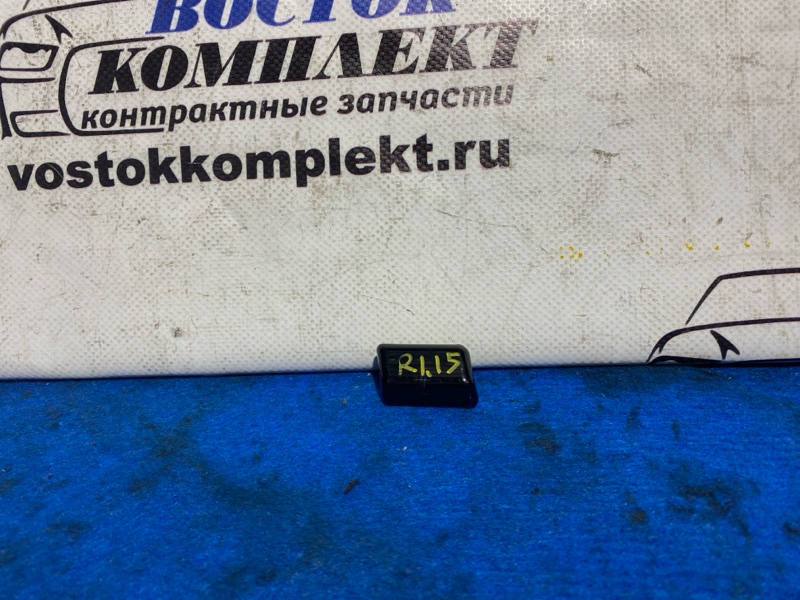 ВОСТОК
КОМПЛЕКТ
контрактные запчасти
vostokkomplekt.ru
R1.15